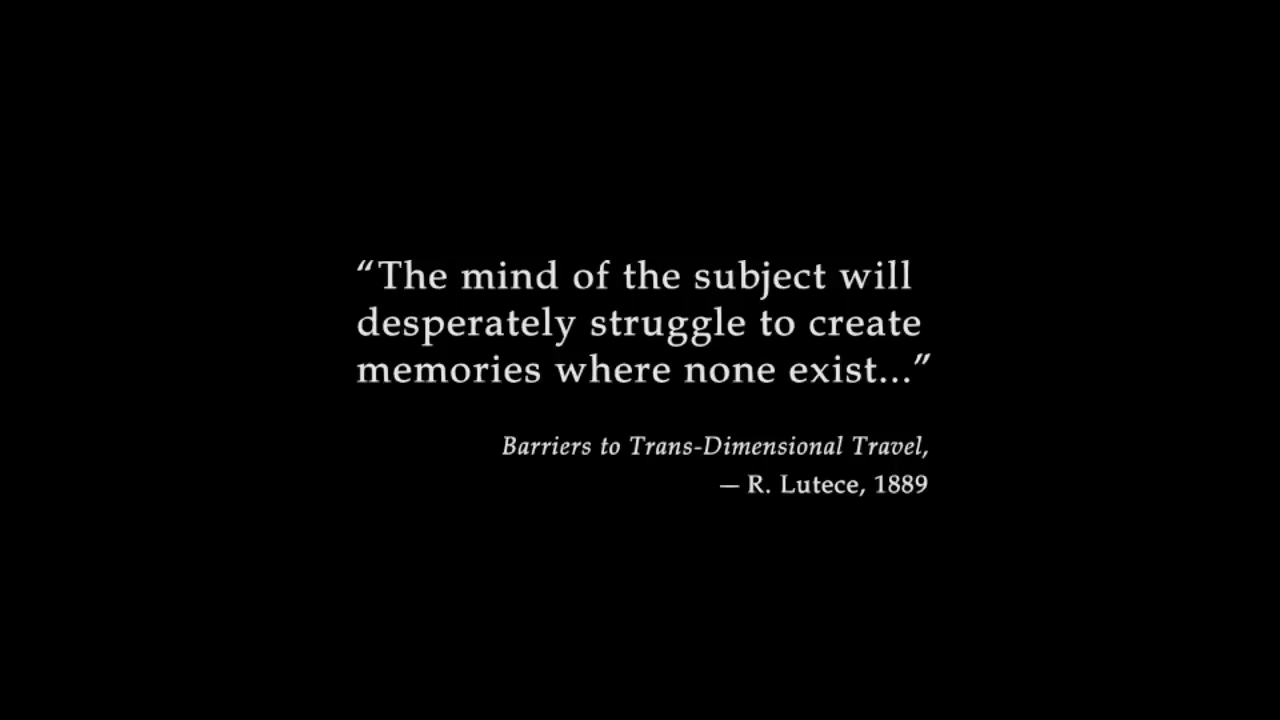 “The mind of the subject will
desperately struggle to create
memories where none exist...”
Barriers to Trans-Dimensional Travel,
— R. Lutece, 1889